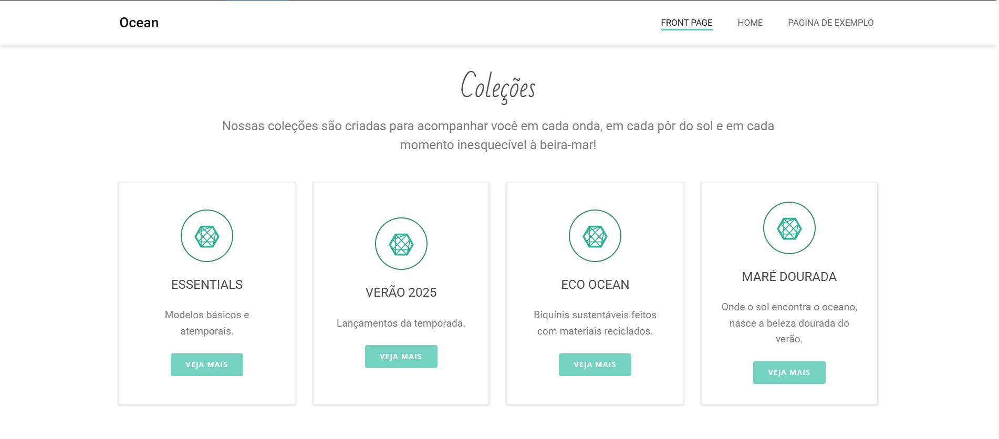 Ocean
FRONT PAGE
HOME
PÁGINA DE EXEMPLO
Coleções
Nossas coleções são criadas para acompanhar você em cada onda, em cada pôr do sol e em cada
momento inesquecível à beira-mar!
ESSENTIALS
Modelos básicos e
atemporais.
VEJA MAIS
VERÃO 2025
Lançamentos da temporada.
VEJA MAIS
ECO OCEAN
Biquínis sustentáveis feitos
com materiais reciclados.
VEJA MAIS
MARÉ DOURADA
Onde o sol encontra o oceano,
nasce a beleza dourada do
verão.
VEJA MAIS